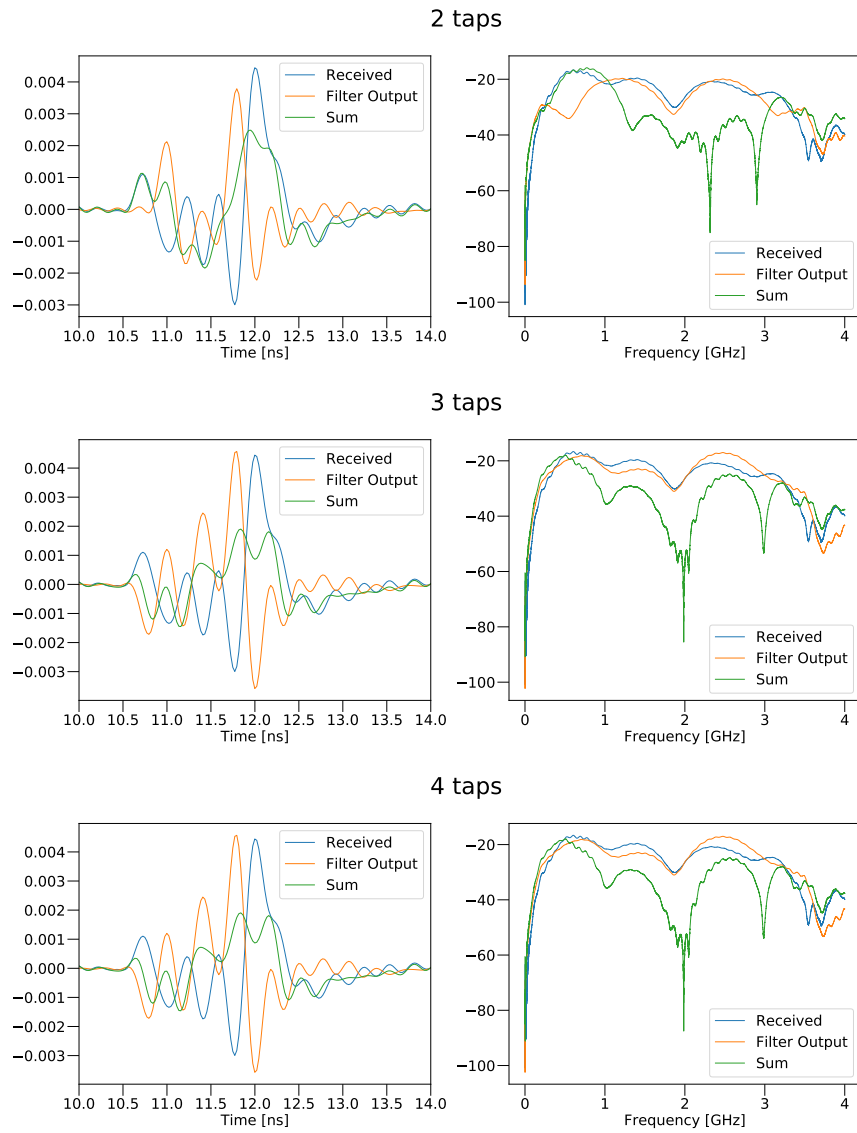 2 taps
0.004
0.003
0.002
0.001
0.000
−0.001
−0.002
−0.003
10.0 10.5 11.0 11.5 12.0 12.5 13.0 13.5 14.0
Time [ns]
Received
Filter Output
Sum
−20
−40
−60
−80
−100
0 1 2 3 4
Frequency [GHz]
Received
Filter Output
Sum
3 taps
0.004
0.003
0.002
0.001
0.000
−0.001
−0.002
−0.003
10.0 10.5 11.0 11.5 12.0 12.5 13.0 13.5 14.0
Time [ns]
Received
Filter Output
Sum
−20
−40
−60
−80
−100
0 1 2 3 4
Frequency [GHz]
Received
Filter Output
Sum
4 taps
0.004
0.003
0.002
0.001
0.000
−0.001
−0.002
−0.003
10.0 10.5 11.0 11.5 12.0 12.5 13.0 13.5 14.0
Time [ns]
Received
Filter Output
Sum
−20
−40
−60
−80
−100
0 1 2 3 4
Frequency [GHz]
Received
Filter Output
Sum